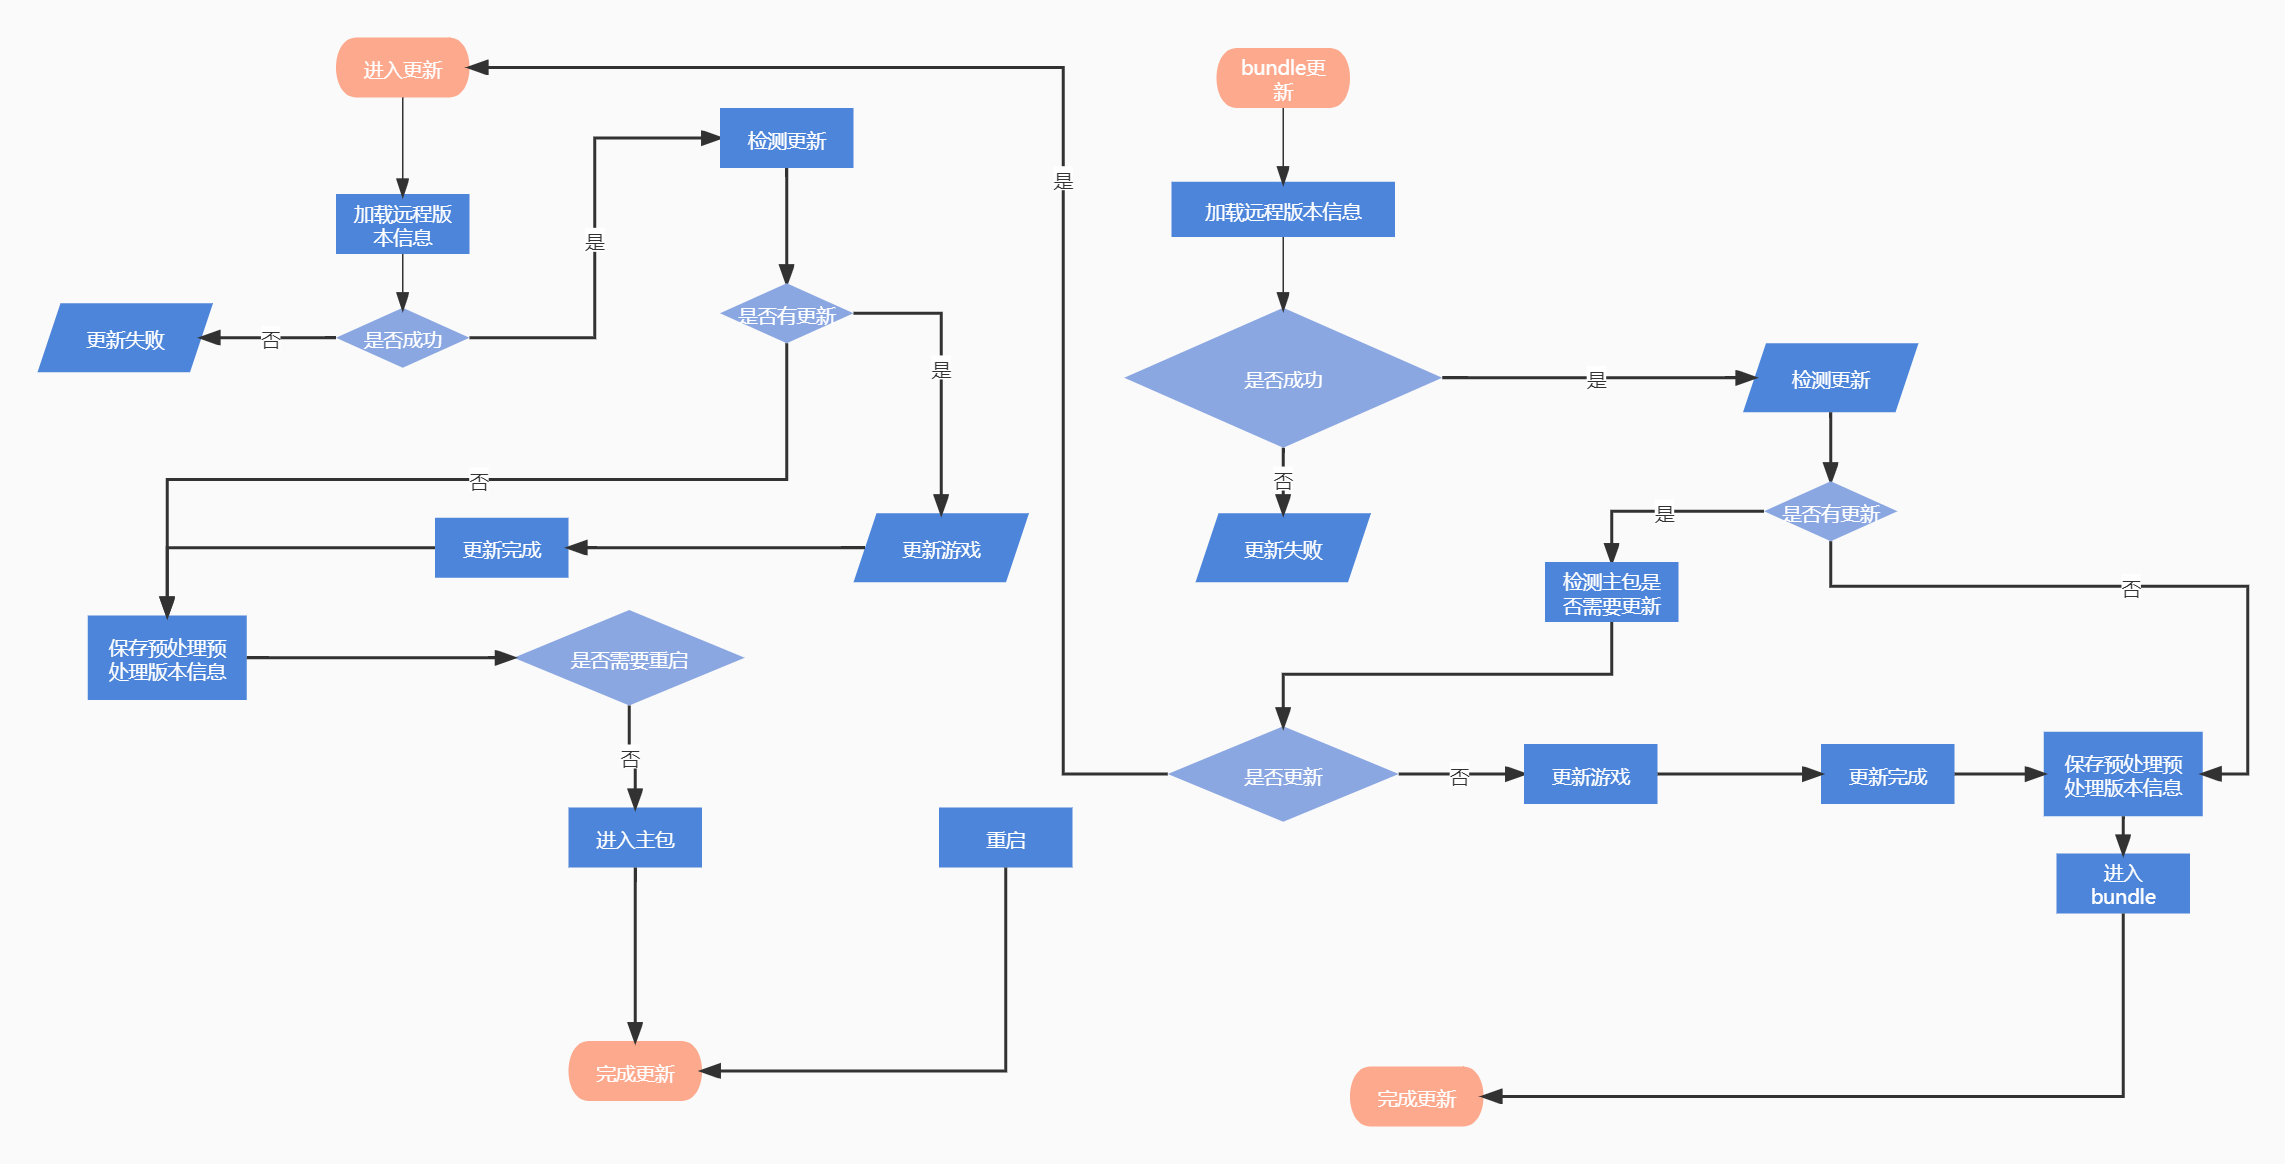 进入更新
加载远程版
本信息
是否成功
否
更新失败
是
检测更新
是否有更新
是
否
更新游戏
更新完成
保存预处理预
处理版本信息
是否需要重启
否
进入主包
重启
完成更新
bundle更
新
加载远程版本信息
是否成功
否
更新失败
是
检测更新
是否有更新
是
否
检测主包是
否需要更新
是否更新
是
否
更新游戏
更新完成
保存预处理预
处理版本信息
进入
bundle
完成更新